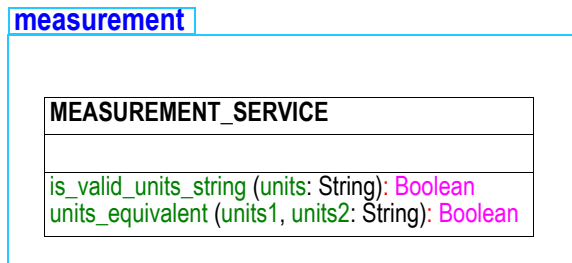 measurement
MEASUREMENT_SERVICE
is_valid_units_string (units: String): Boolean
units_equivalent (units1, units2: String): Boolean